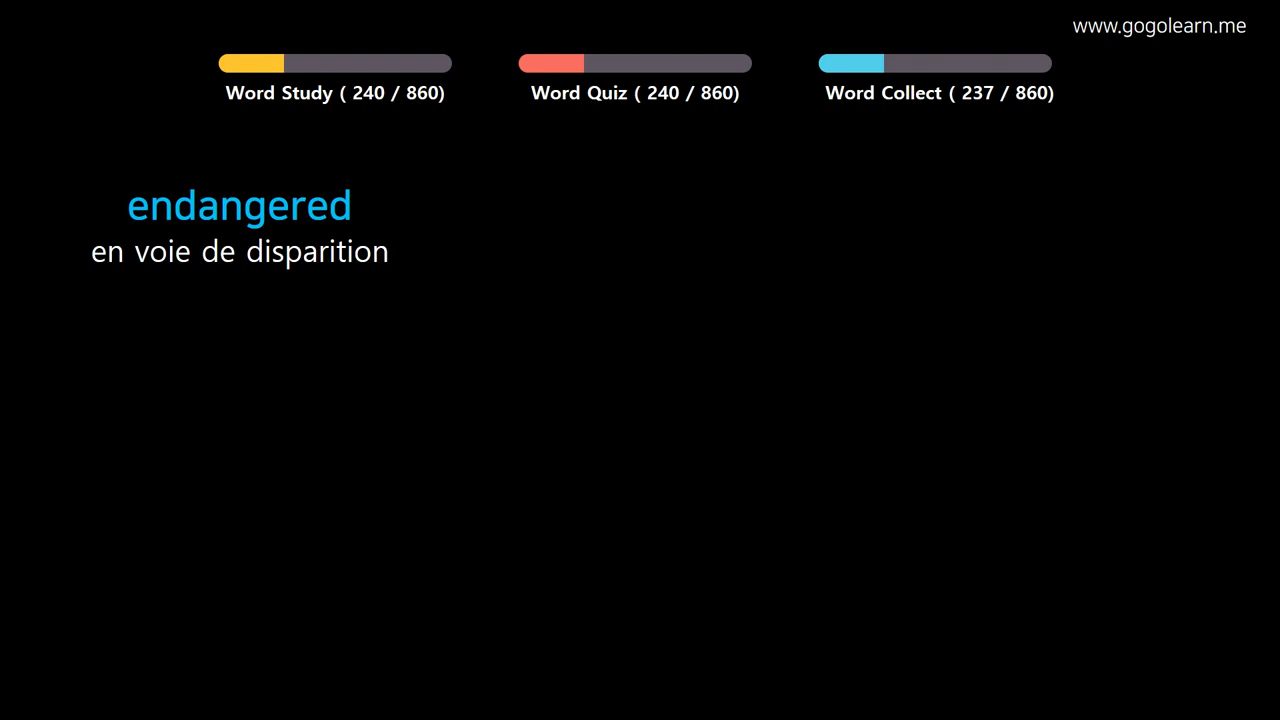 www.gogolearn.me
Word Study ( 240 / 860)
Word Quiz ( 240 / 860)
Word Collect ( 237 / 860)
endangered
en voie de disparition